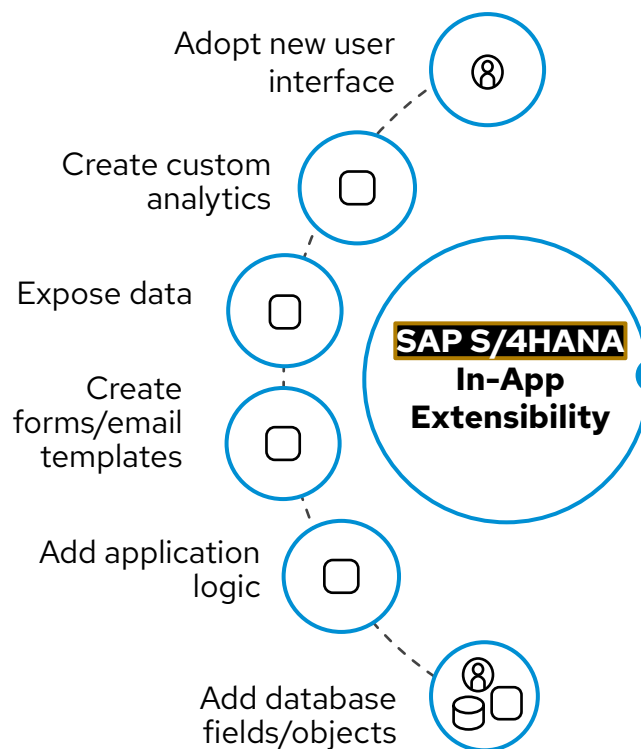 Adopt new user
interface
Create custom
analytics
Expose data
Create
forms/email
templates
Add application
logic
Add database
fields/objects
SAP S/4HANA
In-App
Extensibility